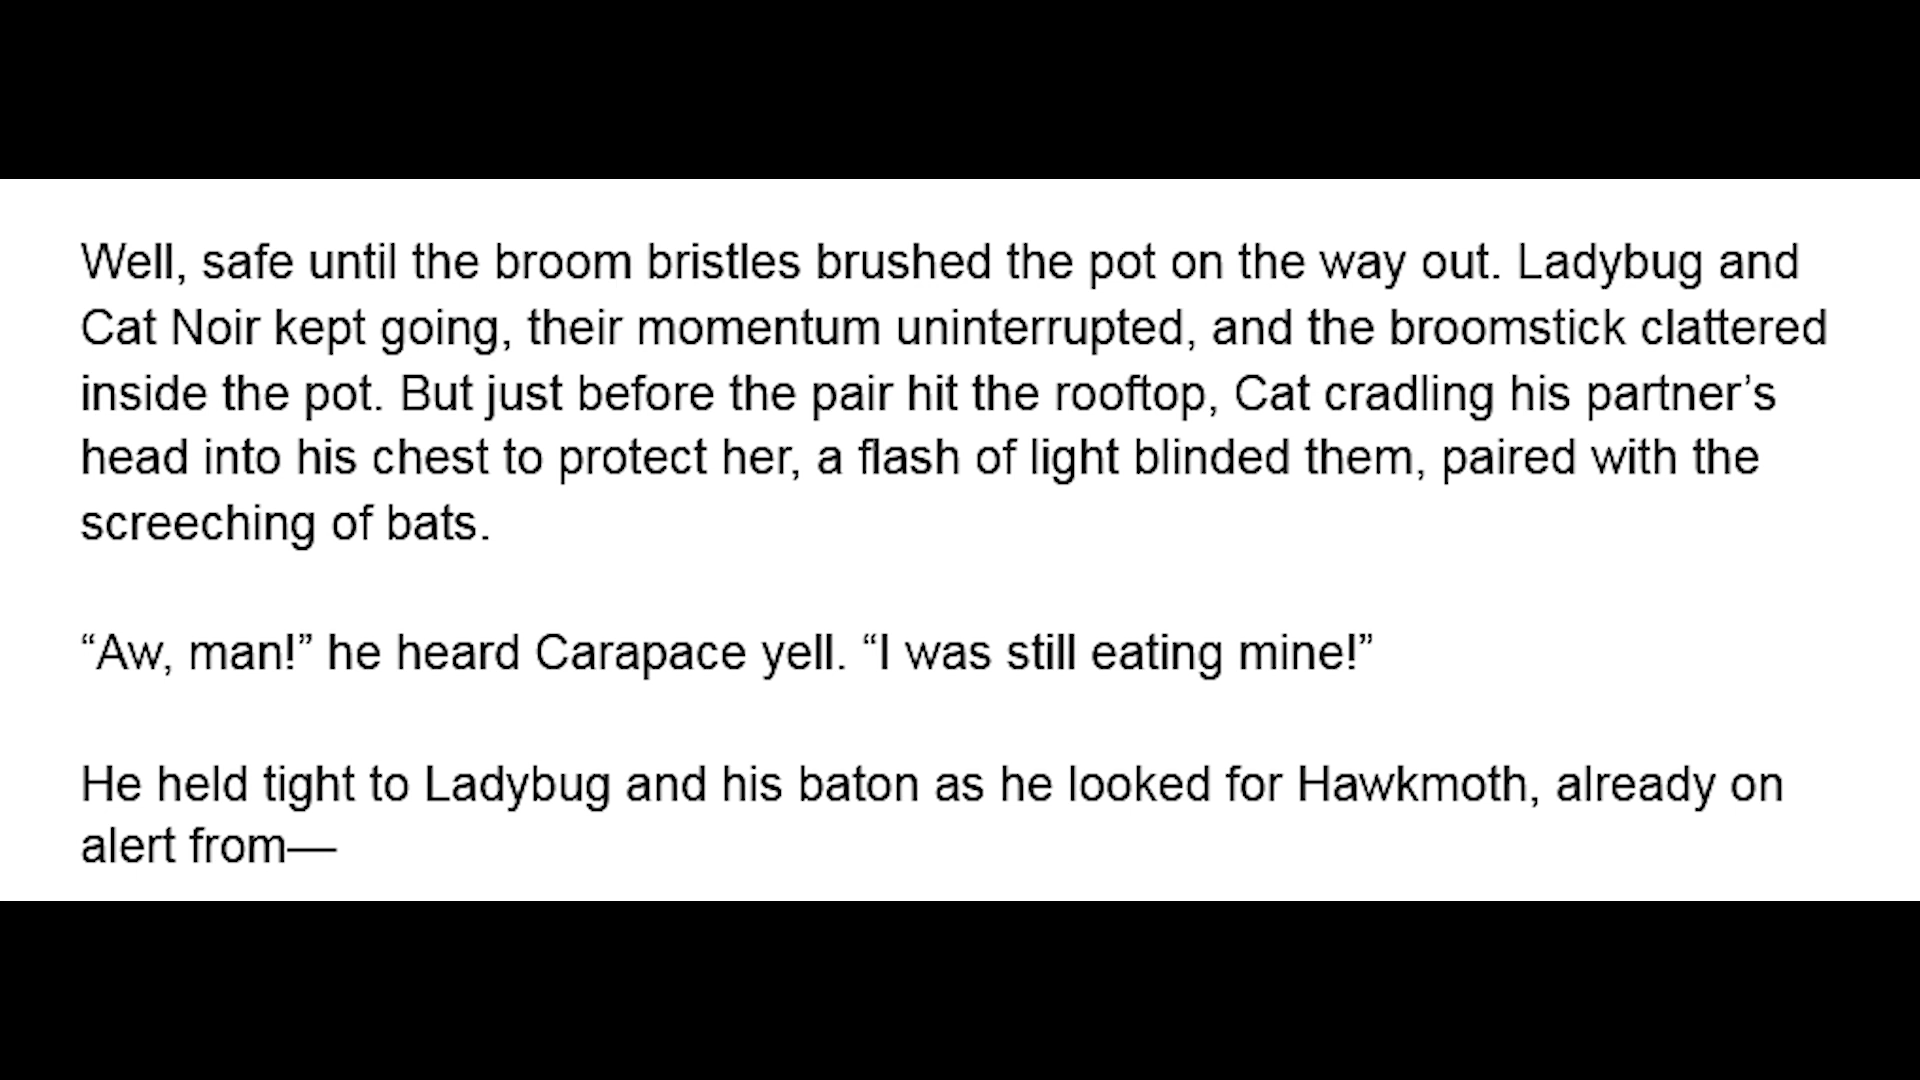 Well, safe until the broom bristles brushed the pot on the way out. Ladybug and
Cat Noir kept going, their momentum uninterrupted, and the broomstick clattered
inside the pot. But just before the pair hit the rooftop, Cat cradling his partner’s
head into his chest to protect her, a flash of light blinded them, paired with the
screeching of bats.
“Aw, man!” he heard Carapace yell. “I was still eating mine!”
He held tight to Ladybug and his baton as he looked for Hawkmoth, already on
alert from—